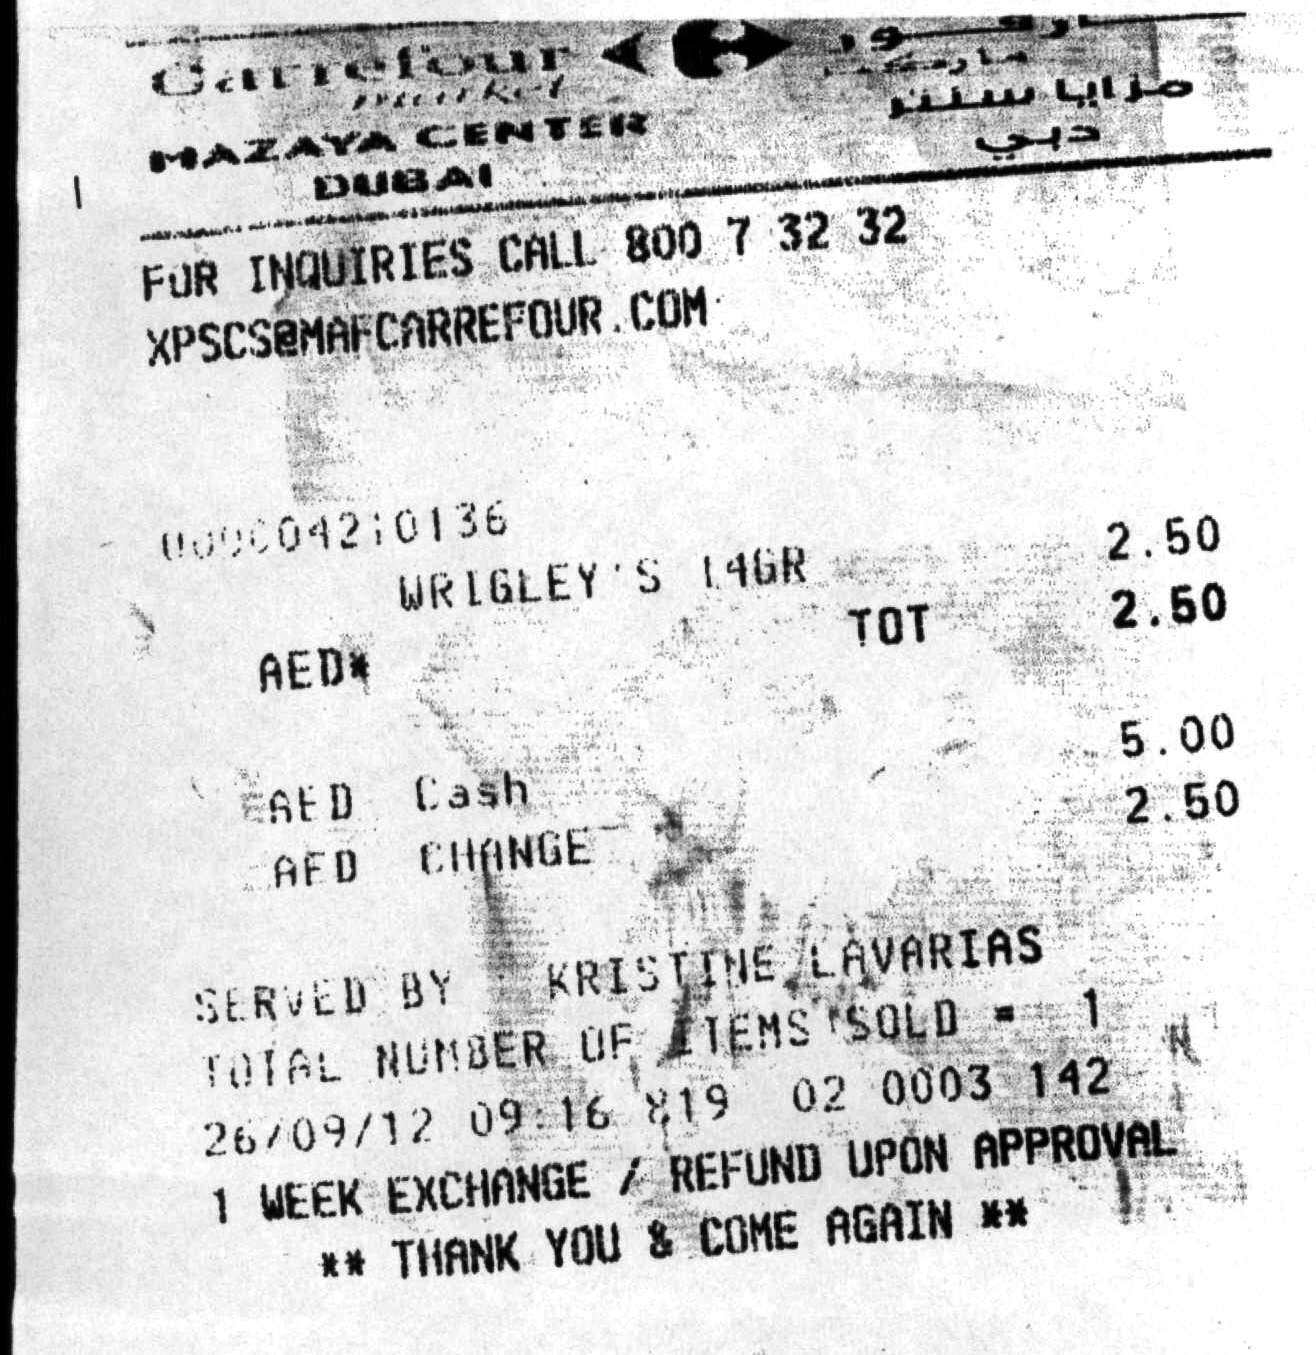 Carrefour كارفور
market ماركت
MAZAYA CENTER مزايا سنتر
DUBAI دبي
FOR INQUIRIES CALL 800 7 32 32
XPSCS@MAFCARREFOUR.COM
WRIGLEY'S 14GR 2.50
AED* TOT 2.50
AED Cash 5.00
AED CHANGE 2.50
SERVED BY KRISTINE LAVARIAS
TOTAL NUMBER OF ITEMS SOLD = 1
26/09/12 09:16 819 02 0003 142
1 WEEK EXCHANGE / REFUND UPON APPROVAL
** THANK YOU & COME AGAIN **